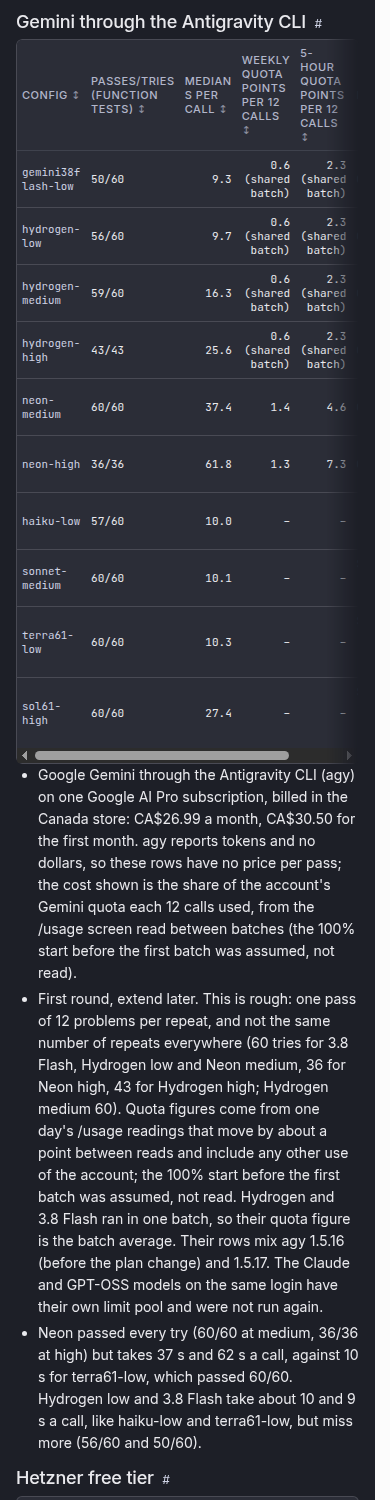 Gemini through the Antigravity CLI #
CONFIG ↕ PASSES/TRIES (FUNCTION TESTS) ↕ MEDIAN S PER CALL ↕ WEEKLY QUOTA POINTS PER 12 CALLS ↕ 5-HOUR QUOTA POINTS PER 12 CALLS ↕
gemini38flash-low 50/60 9.3 0.6 (shared batch) 2.3 (shared batch)
hydrogen-low 56/60 9.7 0.6 (shared batch) 2.3 (shared batch)
hydrogen-medium 59/60 16.3 0.6 (shared batch) 2.3 (shared batch)
hydrogen-high 43/43 25.6 0.6 (shared batch) 2.3 (shared batch)
neon-medium 60/60 37.4 1.4 4.6
neon-high 36/36 61.8 1.3 7.3
haiku-low 57/60 10.0 – –
sonnet-medium 60/60 10.1 – –
terra61-low 60/60 10.3 – –
sol61-high 60/60 27.4 – –
• Google Gemini through the Antigravity CLI (agy)
on one Google AI Pro subscription, billed in the
Canada store: CA$26.99 a month, CA$30.50 for
the first month. agy reports tokens and no
dollars, so these rows have no price per pass;
the cost shown is the share of the account's
Gemini quota each 12 calls used, from the
/usage screen read between batches (the 100%
start before the first batch was assumed, not
read).
• First round, extend later. This is rough: one pass
of 12 problems per repeat, and not the same
number of repeats everywhere (60 tries for 3.8
Flash, Hydrogen low and Neon medium, 36 for
Neon high, 43 for Hydrogen high; Hydrogen
medium 60). Quota figures come from one
day's /usage readings that move by about a
point between reads and include any other use
of the account; the 100% start before the first
batch was assumed, not read. Hydrogen and
3.8 Flash ran in one batch, so their quota figure
is the batch average. Their rows mix agy 1.5.16
(before the plan change) and 1.5.17. The Claude
and GPT-OSS models on the same login have
their own limit pool and were not run again.
• Neon passed every try (60/60 at medium, 36/36
at high) but takes 37 s and 62 s a call, against 10
s for terra61-low, which passed 60/60.
Hydrogen low and 3.8 Flash take about 10 and 9
s a call, like haiku-low and terra61-low, but miss
more (56/60 and 50/60).
Hetzner free tier #